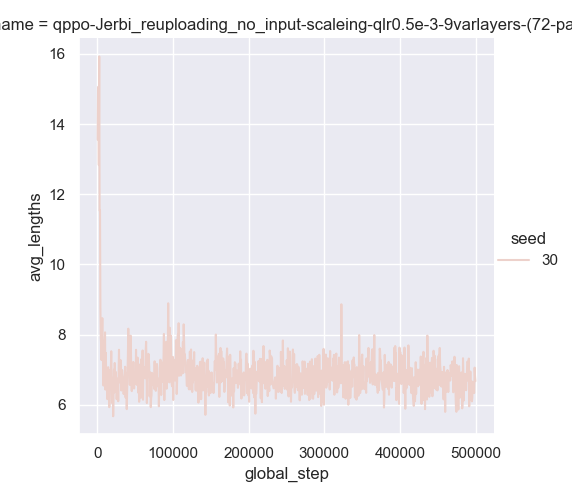 name = qppo-Jerbi_reuploading_no_input-scaleing-qlr0.5e-3-9varlayers-(72-pa
16
14
12
10
8
6
avg_lengths
0 100000 200000 300000 400000 500000
global_step
seed
30